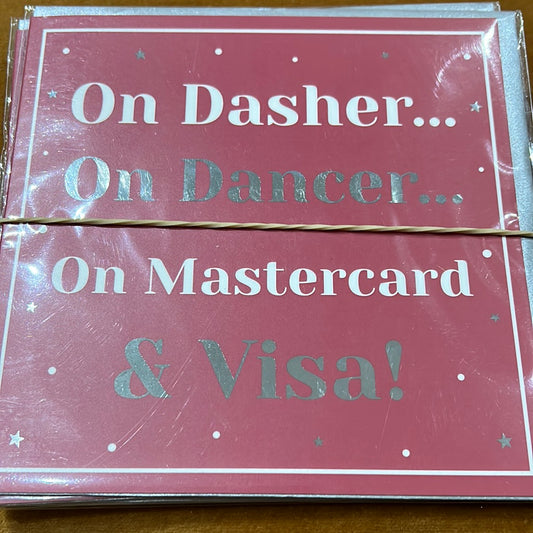 On Dasher...
On Dancer...
On Mastercard
& Visa!